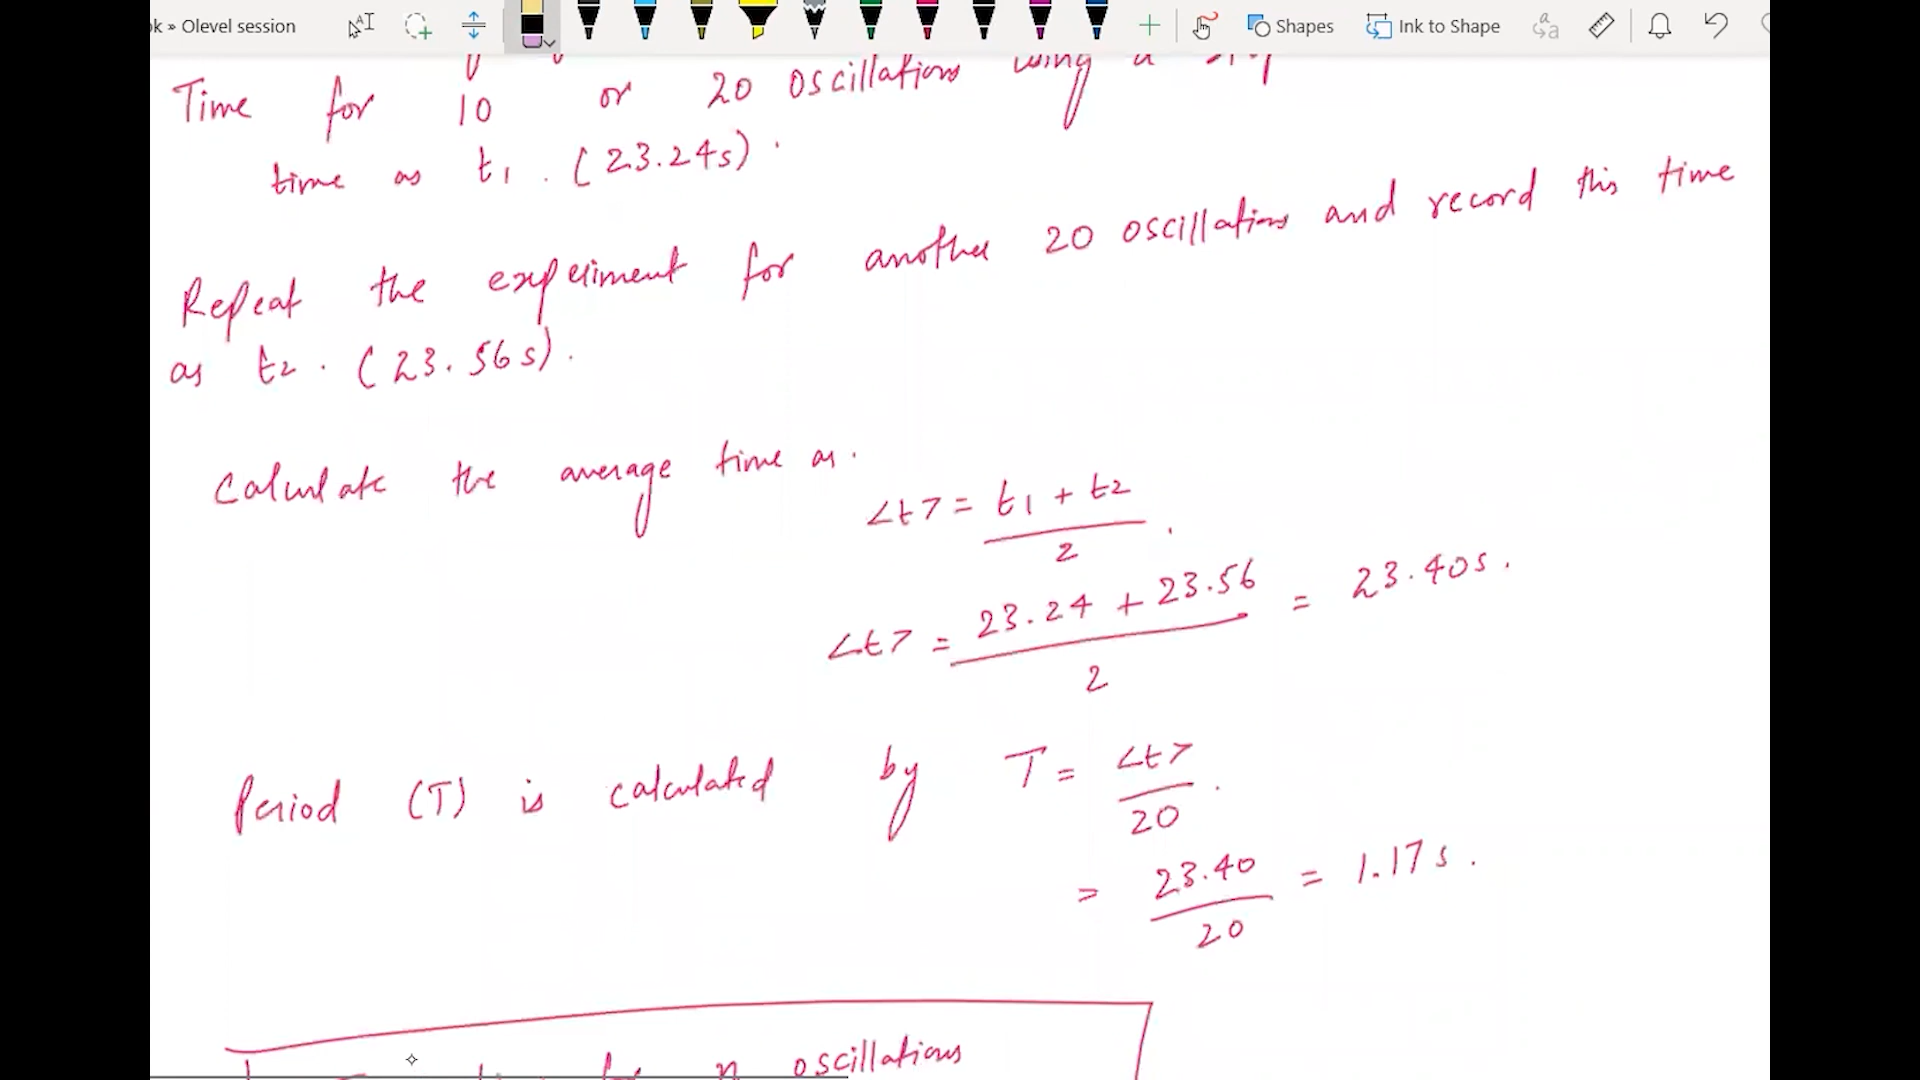 ok » Olevel session
Shapes
Ink to Shape
Time for 10 or 20 oscillations using a
time as t1 . (23.24s) .
Repeat the experiment for another 20 oscillations and record this time
as t2 . (23.56s) .
Calculate the average time as .
<t> = t1 + t2 / 2 .
<t> = 23.24 + 23.56 / 2 = 23.40s .
Period (T) is calculated by T = <t> / 20 .
= 23.40 / 20 = 1.17s .
n oscillations